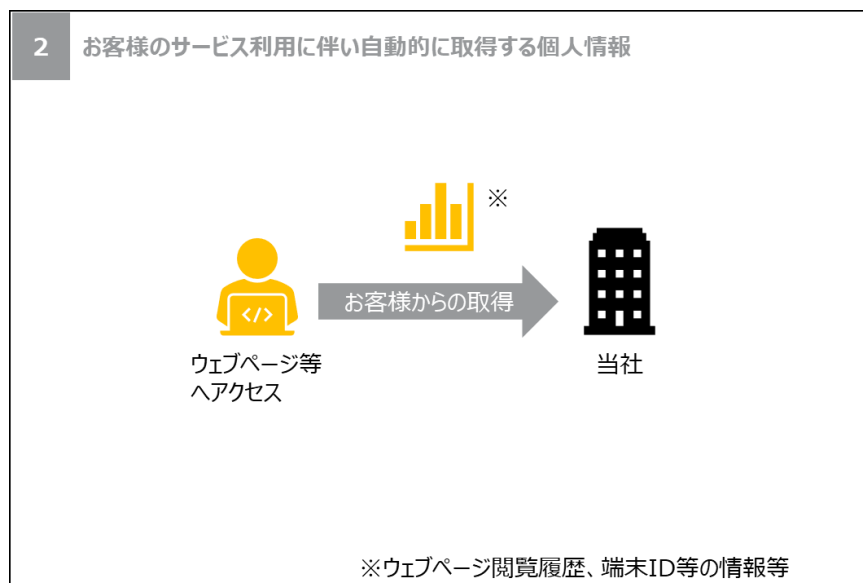 2
お客様のサービス利用に伴い自動的に取得する個人情報
※
</>
お客様からの取得
ウェブページ等
へアクセス
当社
※ウェブページ閲覧履歴、端末ID等の情報等